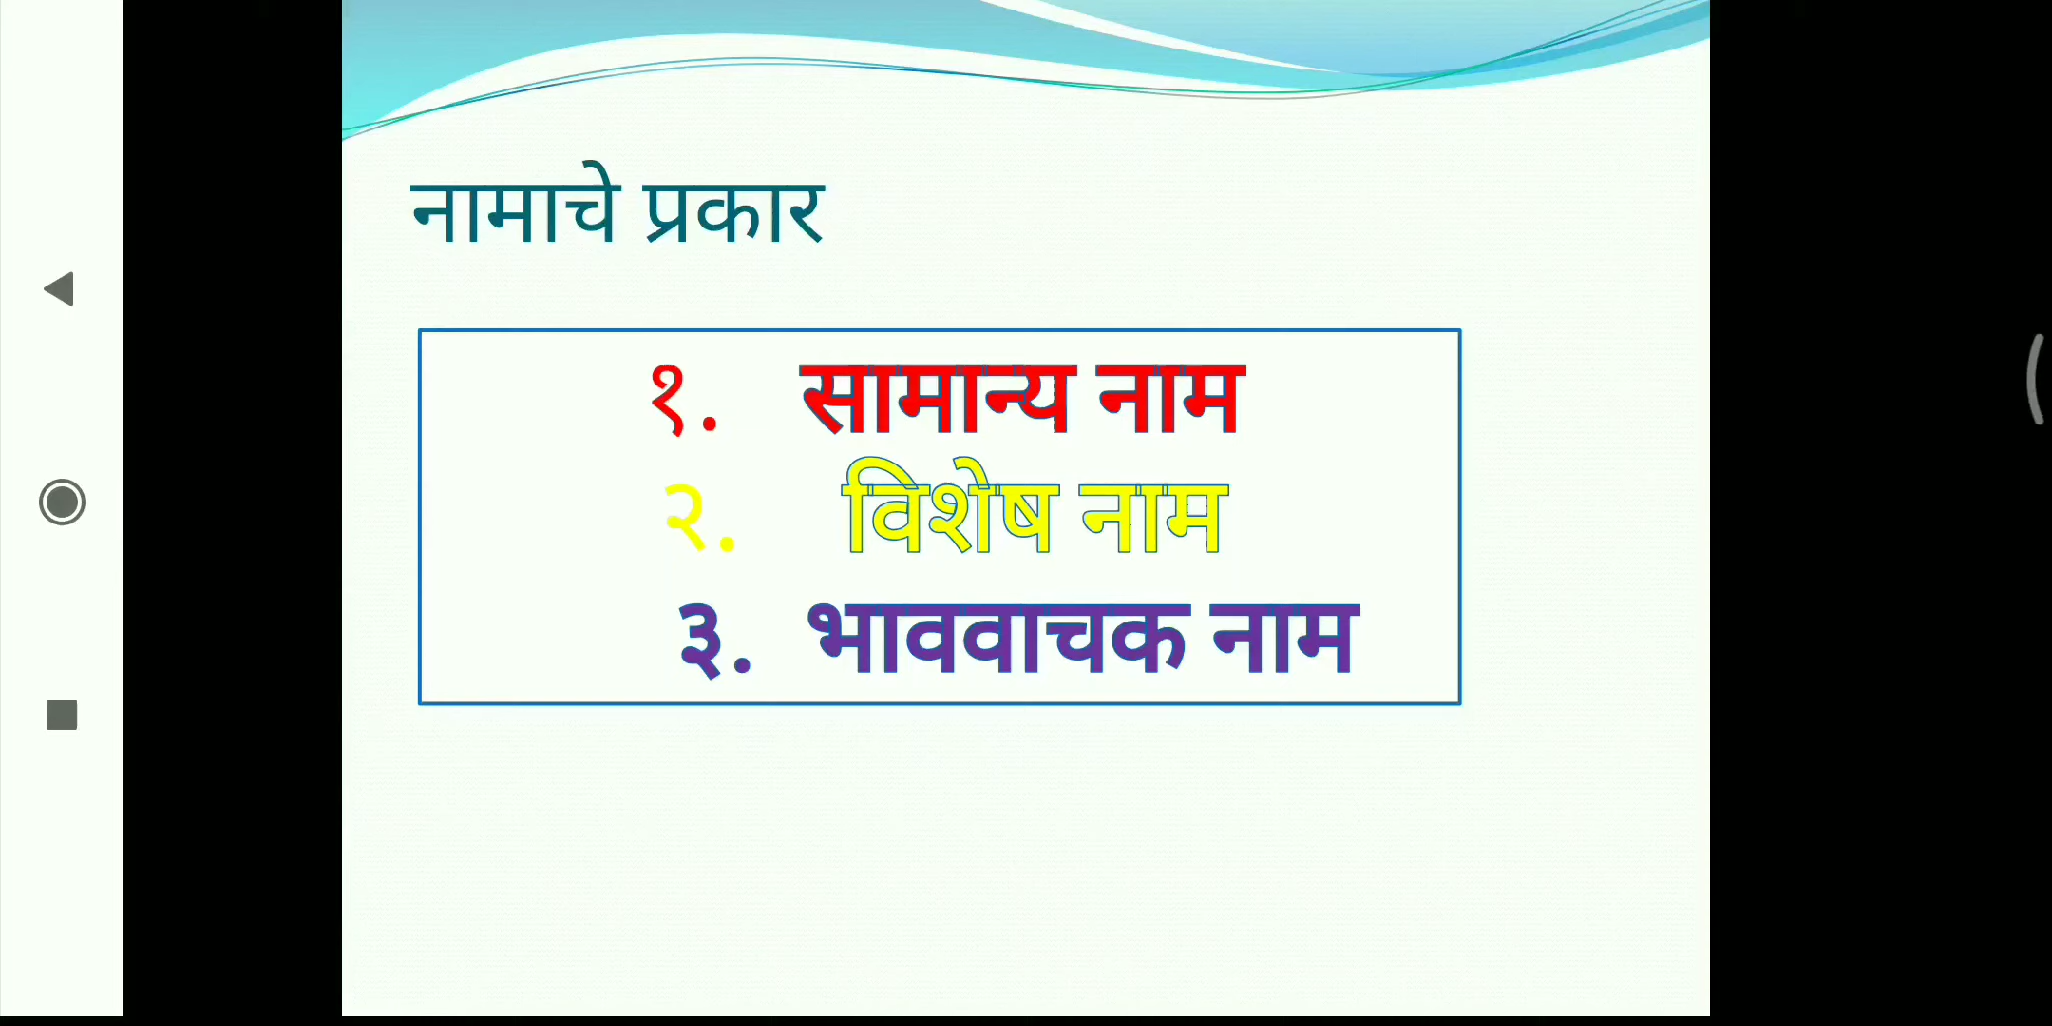 नामाचे प्रकार
१. सामान्य नाम
२. विशेष नाम
३. भाववाचक नाम